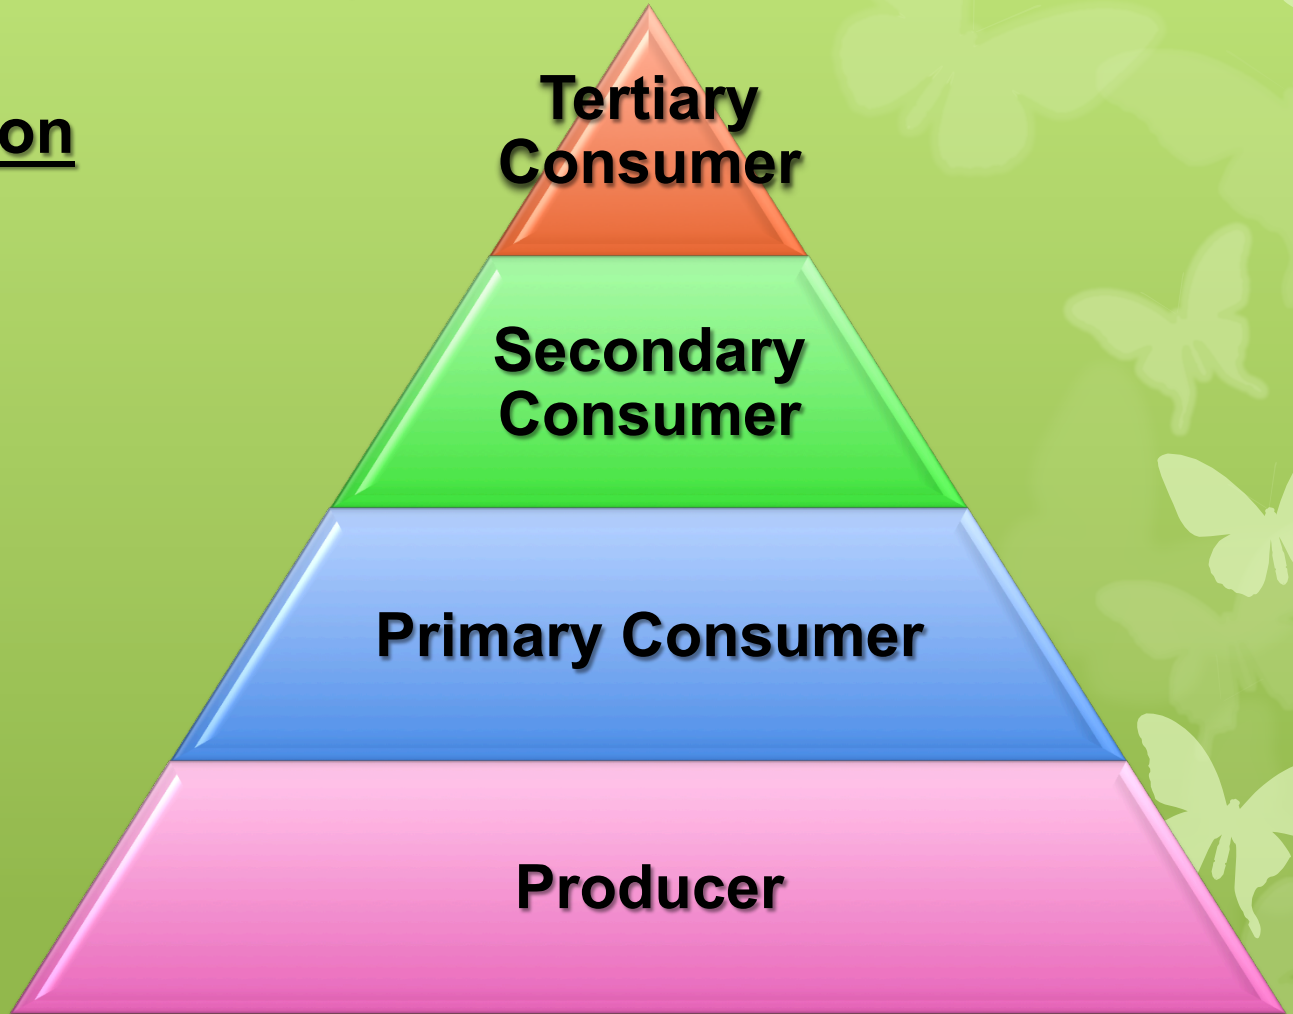 Tertiary
Consumer
on
Secondary
Consumer
Primary Consumer
Producer